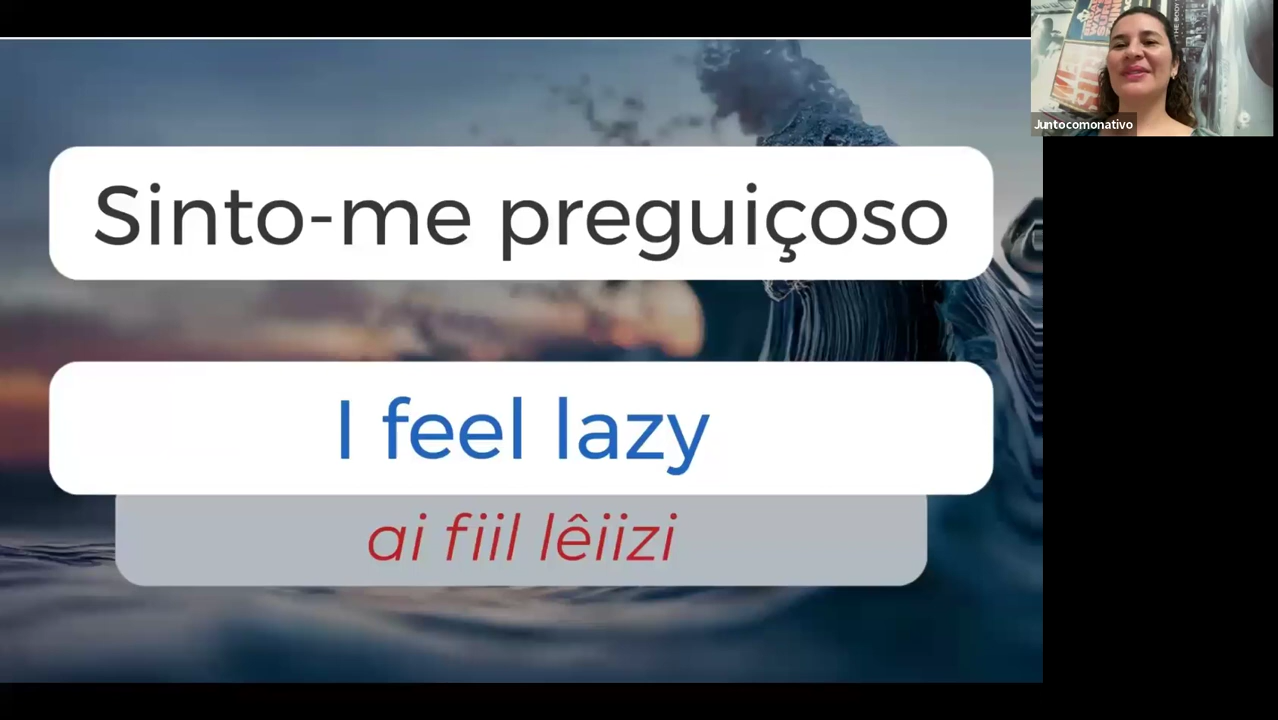 Sinto-me preguiçoso
I feel lazy
ai fiil lêiizi
Juntocomonativo